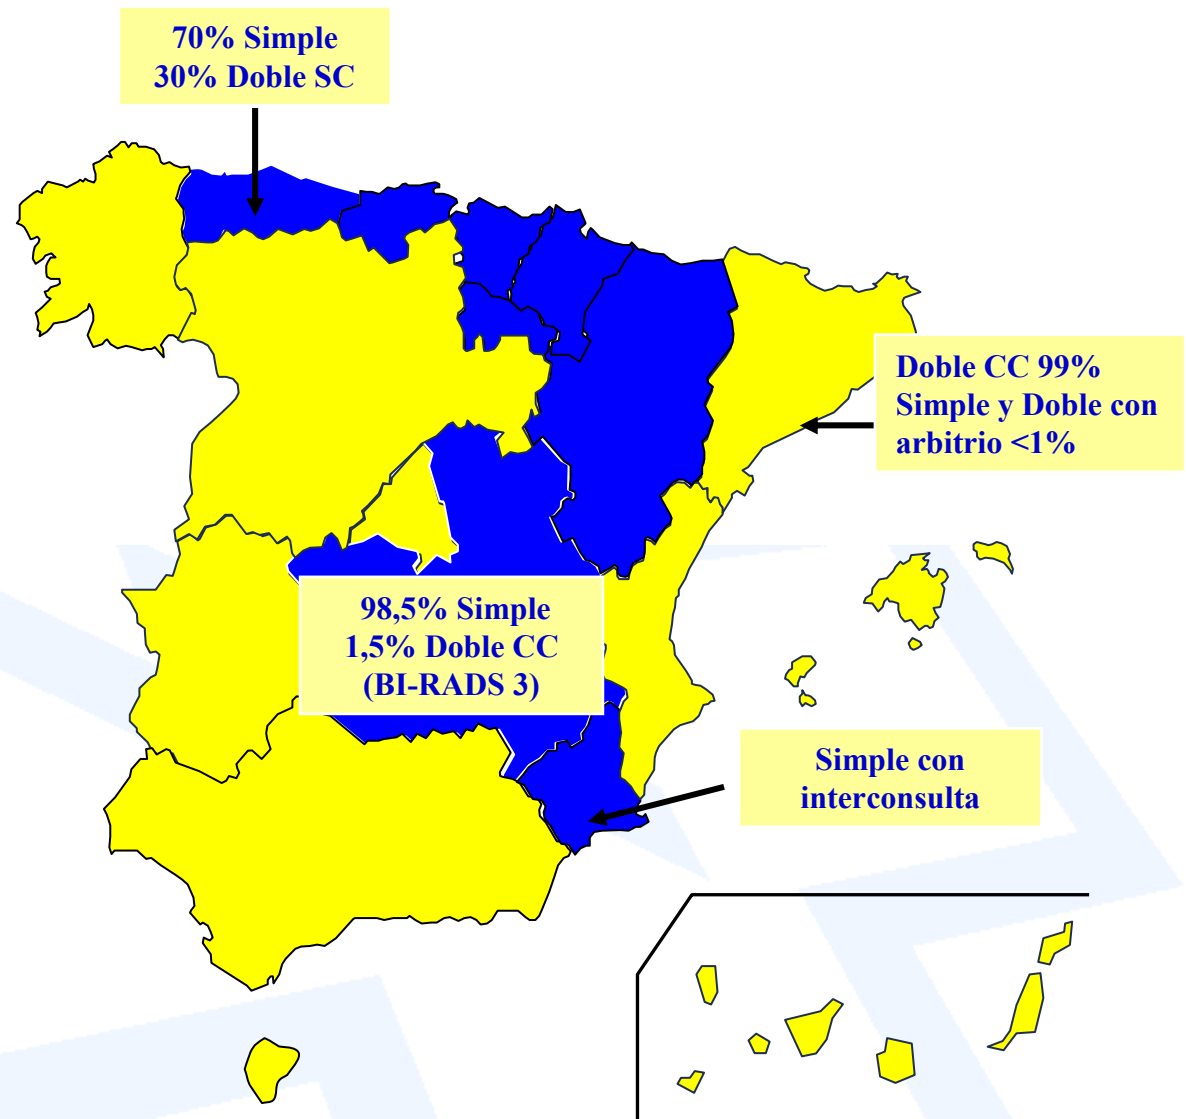 70% Simple
30% Doble SC
Doble CC 99%
Simple y Doble con
arbitrio <1%
98,5% Simple
1,5% Doble CC
(BI-RADS 3)
Simple con
interconsulta